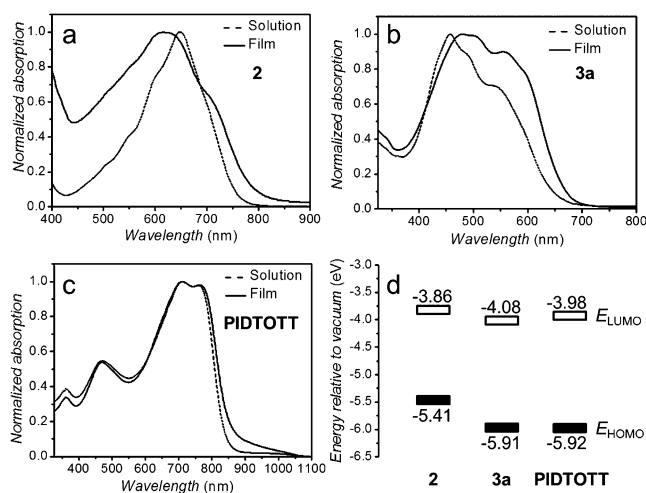 a
Solution
Film
2
Normalized absorption
1.0
0.8
0.6
0.4
0.2
0.0
400 500 600 700 800 900
Wavelength (nm)
b
Solution
Film
3a
Normalized absorption
1.0
0.8
0.6
0.4
0.2
0.0
400 500 600 700 800
Wavelength (nm)
c
Solution
Film
PIDTOTT
Normalized absorption
1.0
0.8
0.6
0.4
0.2
0.0
400 500 600 700 800 900 1000 1100
Wavelength (nm)
d
Energy relative to vacuum (eV)
-3.0
-3.5
-4.0
-4.5
-5.0
-5.5
-6.0
-6.5
-3.86
-4.08
-3.98
ELUMO
-5.41
-5.91
-5.92
EHOMO
2 3a PIDTOTT